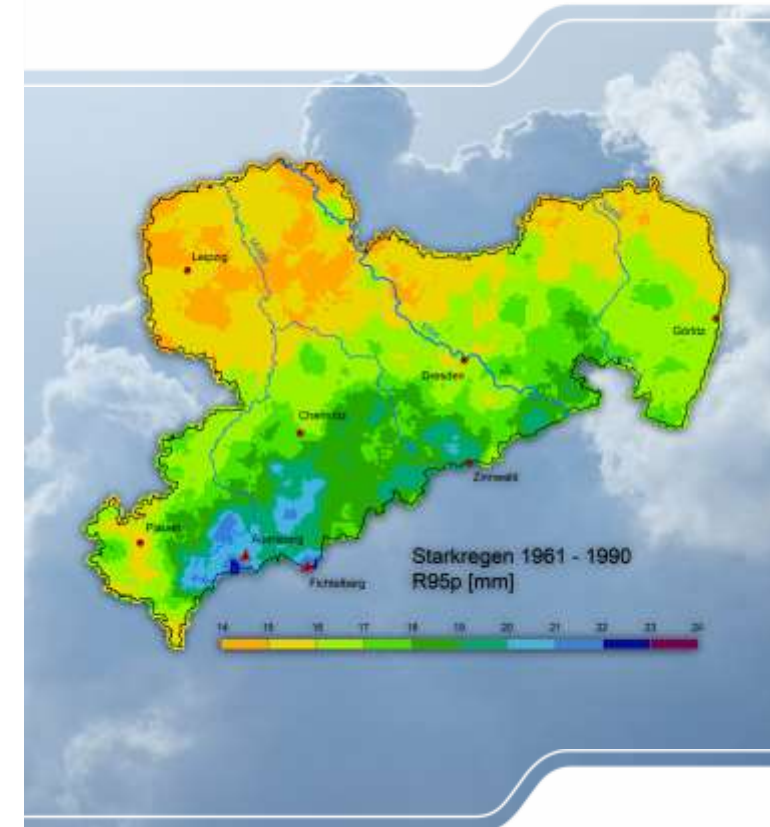 Leipzig
Görlitz
Dresden
Chemnitz
Zinnwald
Plauen
Auersberg
Fichtelberg
Starkregen 1961 - 1990
R95p [mm]
14 15 16 17 18 19 20 21 22 23 24